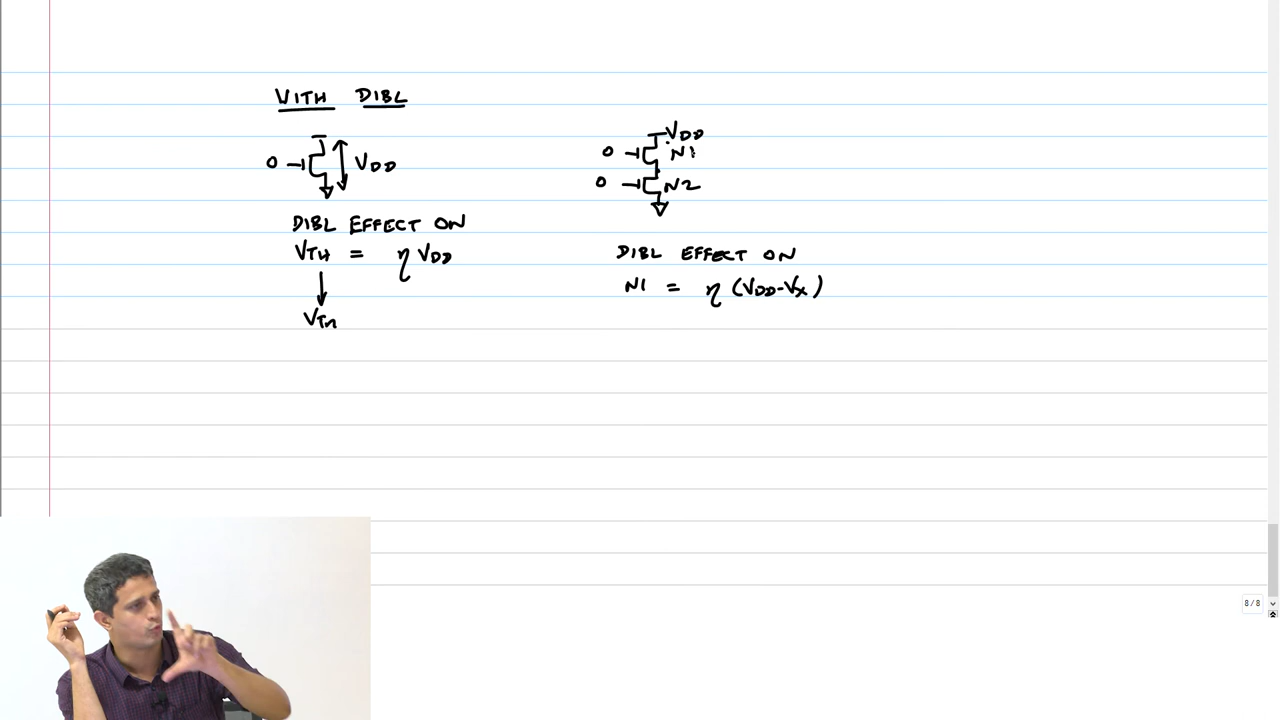 WITH DIBL
0
VDD
DIBL EFFECT ON
VTH = η VDD
VTn
VDD
0 N1
0 N2
DIBL EFFECT ON
N1 = η (VDD-Vx)
8/8